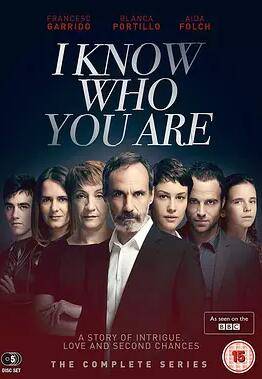 FRANCESC GARRIDO
BLANCA PORTILLO
AIDA FOLCH
I KNOW
WHO
YOU ARE
As seen on the
BBC
A STORY OF INTRIGUE,
LOVE AND SECOND CHANCES
THE COMPLETE SERIES
5
DISC SET
15